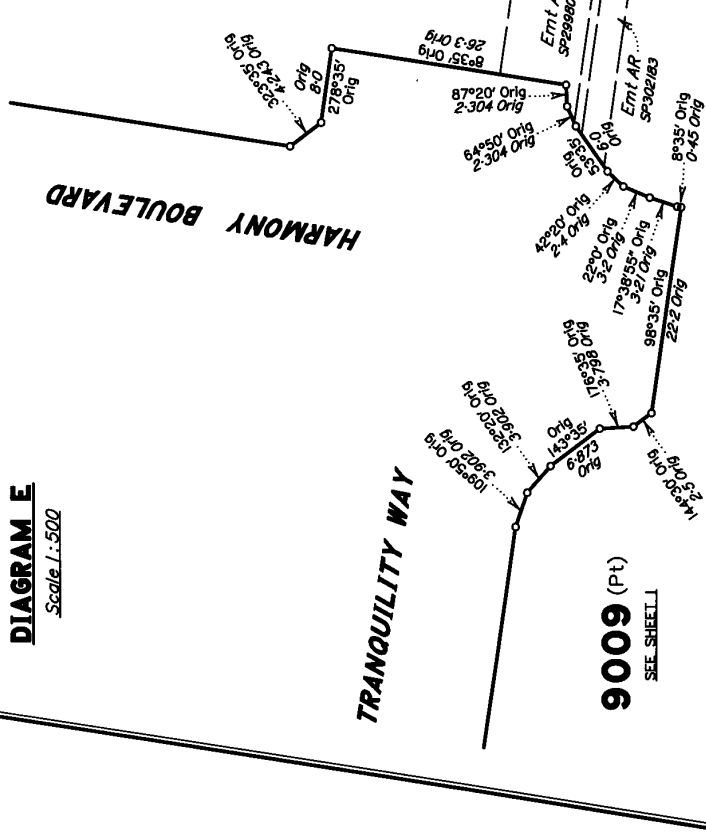 DIAGRAM E
Scale 1:500
HARMONY BOULEVARD
TRANQUILITY WAY
9009 (Pt)
SEE SHEET 1
323°35' Orig
4·243 Orig
Orig
8·0
278°35'
Orig
8°35' Orig
26·3 Orig
87°20' Orig
2·304 Orig
64°50' Orig
2·304 Orig
53°35'
Orig
6·0
Orig
42°20' Orig
2·4 Orig
22°0' Orig
3·2 Orig
17°38'55" Orig
3·21 Orig
8°35' Orig
0·45 Orig
98°35' Orig
22·2 Orig
144°30' Orig
2·5 Orig
176°35' Orig
3·798 Orig
Orig
143°35'
6·873
Orig
132°20' Orig
3·902 Orig
109°50' Orig
3·902 Orig
Emt
SP29980
Emt AR
SP302183